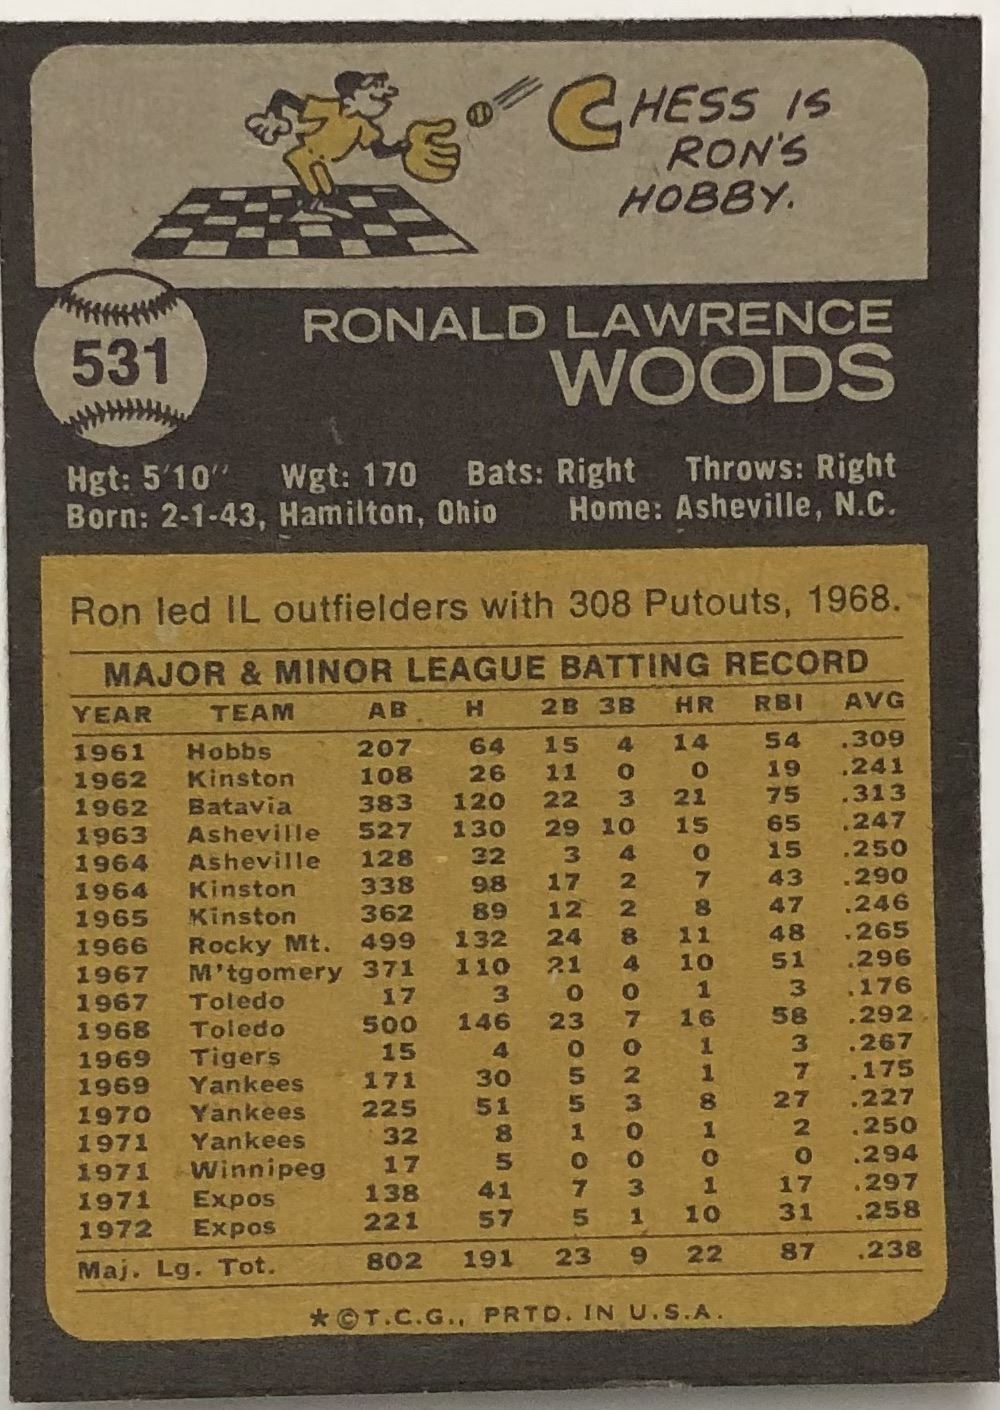 CHESS IS
RON'S
HOBBY.
531
RONALD LAWRENCE
WOODS
Hgt: 5'10" Wgt: 170 Bats: Right Throws: Right
Born: 2-1-43, Hamilton, Ohio Home: Asheville, N.C.
Ron led IL outfielders with 308 Putouts, 1968.
MAJOR & MINOR LEAGUE BATTING RECORD
YEAR TEAM AB H 2B 3B HR RBI AVG
1961 Hobbs 207 64 15 4 14 54 .309
1962 Kinston 108 26 11 0 0 19 .241
1962 Batavia 383 120 22 3 21 75 .313
1963 Asheville 527 130 29 10 15 65 .247
1964 Asheville 128 32 3 4 0 15 .250
1964 Kinston 338 98 17 2 7 43 .290
1965 Kinston 362 89 12 2 8 47 .246
1966 Rocky Mt. 499 132 24 8 11 48 .265
1967 M'tgomery 371 110 21 4 10 51 .296
1967 Toledo 17 3 0 0 1 3 .176
1968 Toledo 500 146 23 7 16 58 .292
1969 Tigers 15 4 0 0 1 3 .267
1969 Yankees 171 30 5 2 1 7 .175
1970 Yankees 225 51 5 3 8 27 .227
1971 Yankees 32 8 1 0 1 2 .250
1971 Winnipeg 17 5 0 0 0 0 .294
1971 Expos 138 41 7 3 1 17 .297
1972 Expos 221 57 5 1 10 31 .258
Maj. Lg. Tot. 802 191 23 9 22 87 .238
*©T.C.G., PRTD. IN U.S.A.